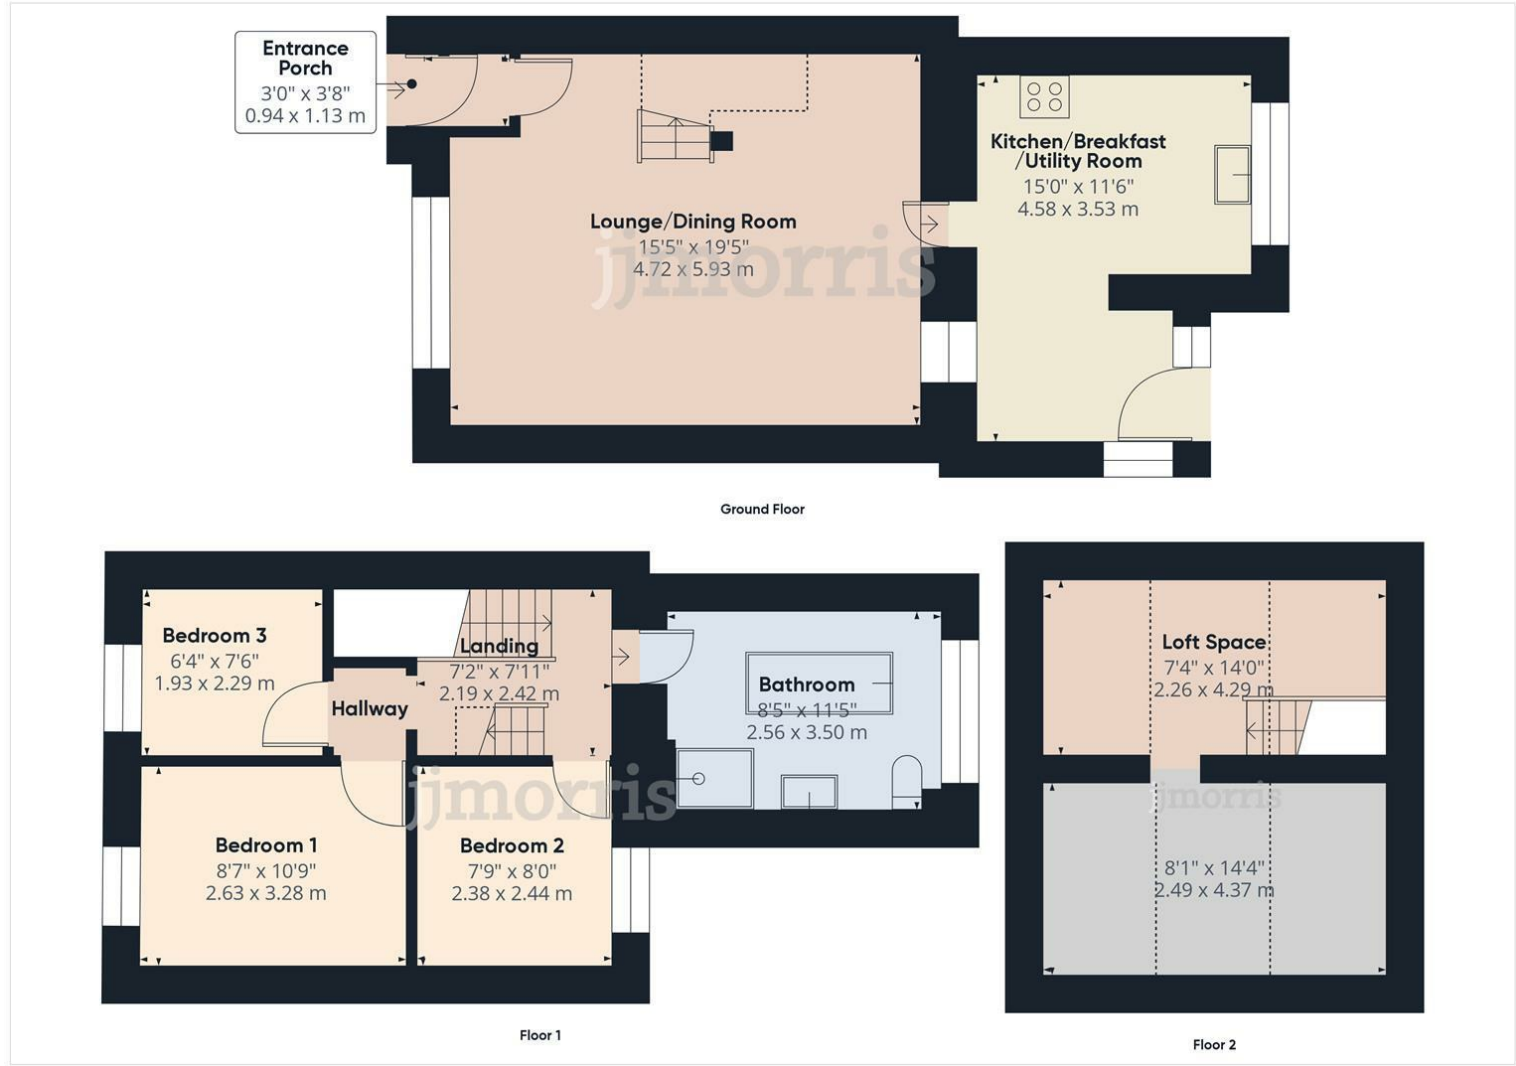 Entrance
Porch
3'0" x 3'8"
0.94 x 1.13 m
Kitchen/Breakfast
/Utility Room
15'0" x 11'6"
4.58 x 3.53 m
Lounge/Dining Room
15'5" x 19'5"
4.72 x 5.93 m
jjmorris
Ground Floor
Bedroom 3
6'4" x 7'6"
1.93 x 2.29 m
Landing
7'2" x 7'11"
2.19 x 2.42 m
Hallway
Bathroom
8'5" x 11'5"
2.56 x 3.50 m
jjmorris
Bedroom 1
8'7" x 10'9"
2.63 x 3.28 m
Bedroom 2
7'9" x 8'0"
2.38 x 2.44 m
Floor 1
Loft Space
7'4" x 14'0"
2.26 x 4.29 m
jjmorris
8'1" x 14'4"
2.49 x 4.37 m
Floor 2